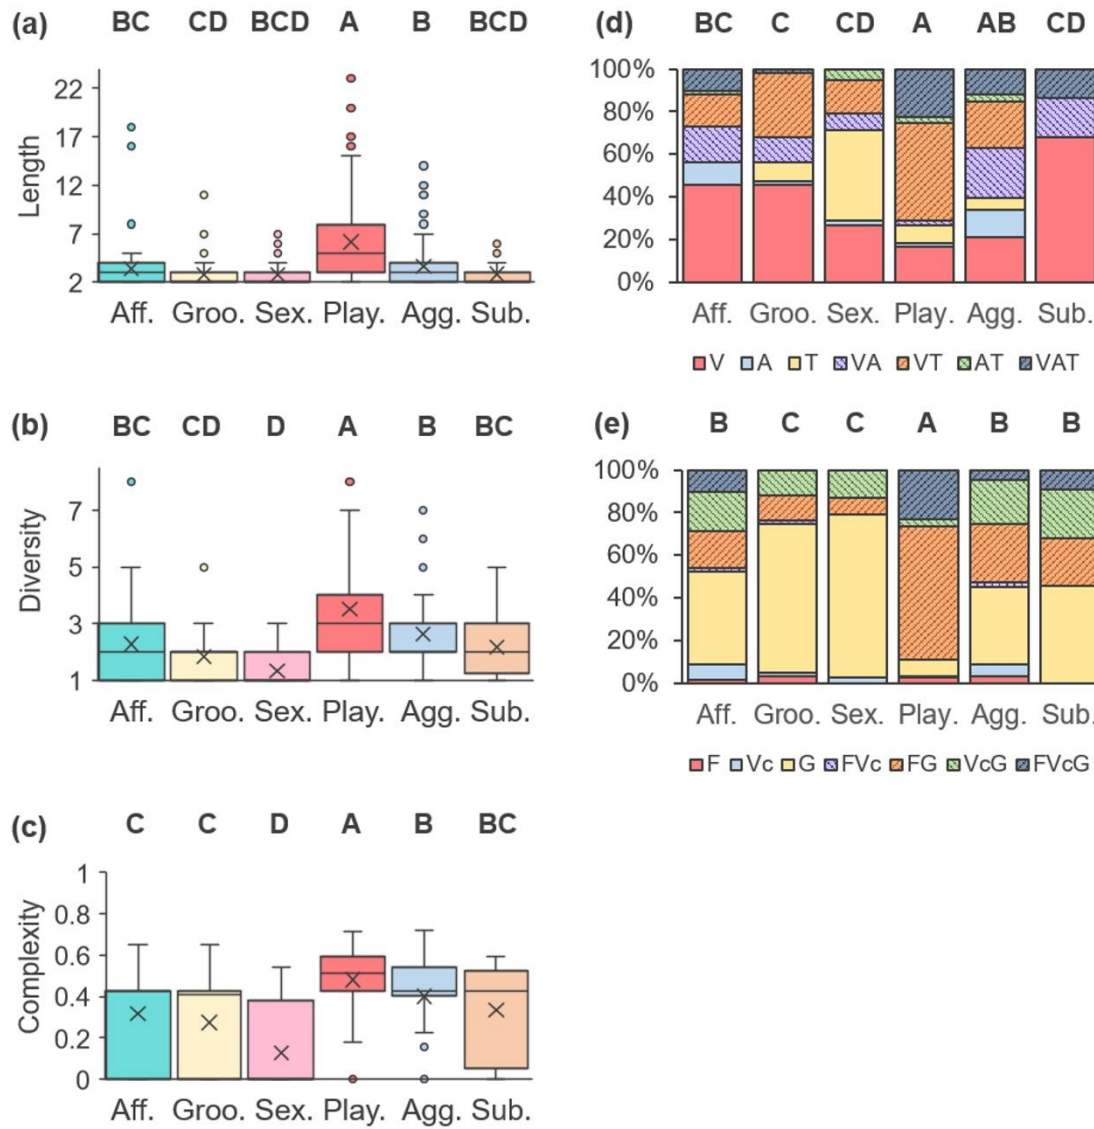 (a) BC CD BCD A B BCD
Length
22
17
12
7
2
Aff. Groo. Sex. Play. Agg. Sub.
(b) BC CD D A B BC
Diversity
7
5
3
1
Aff. Groo. Sex. Play. Agg. Sub.
(c) C C D A B BC
Complexity
1
0.8
0.6
0.4
0.2
0
Aff. Groo. Sex. Play. Agg. Sub.
(d) BC C CD A AB CD
100%
80%
60%
40%
20%
0%
Aff. Groo. Sex. Play. Agg. Sub.
V A T VA VT AT VAT
(e) B C C A B B
100%
80%
60%
40%
20%
0%
Aff. Groo. Sex. Play. Agg. Sub.
F Vc G FVc FG VcG FVcG